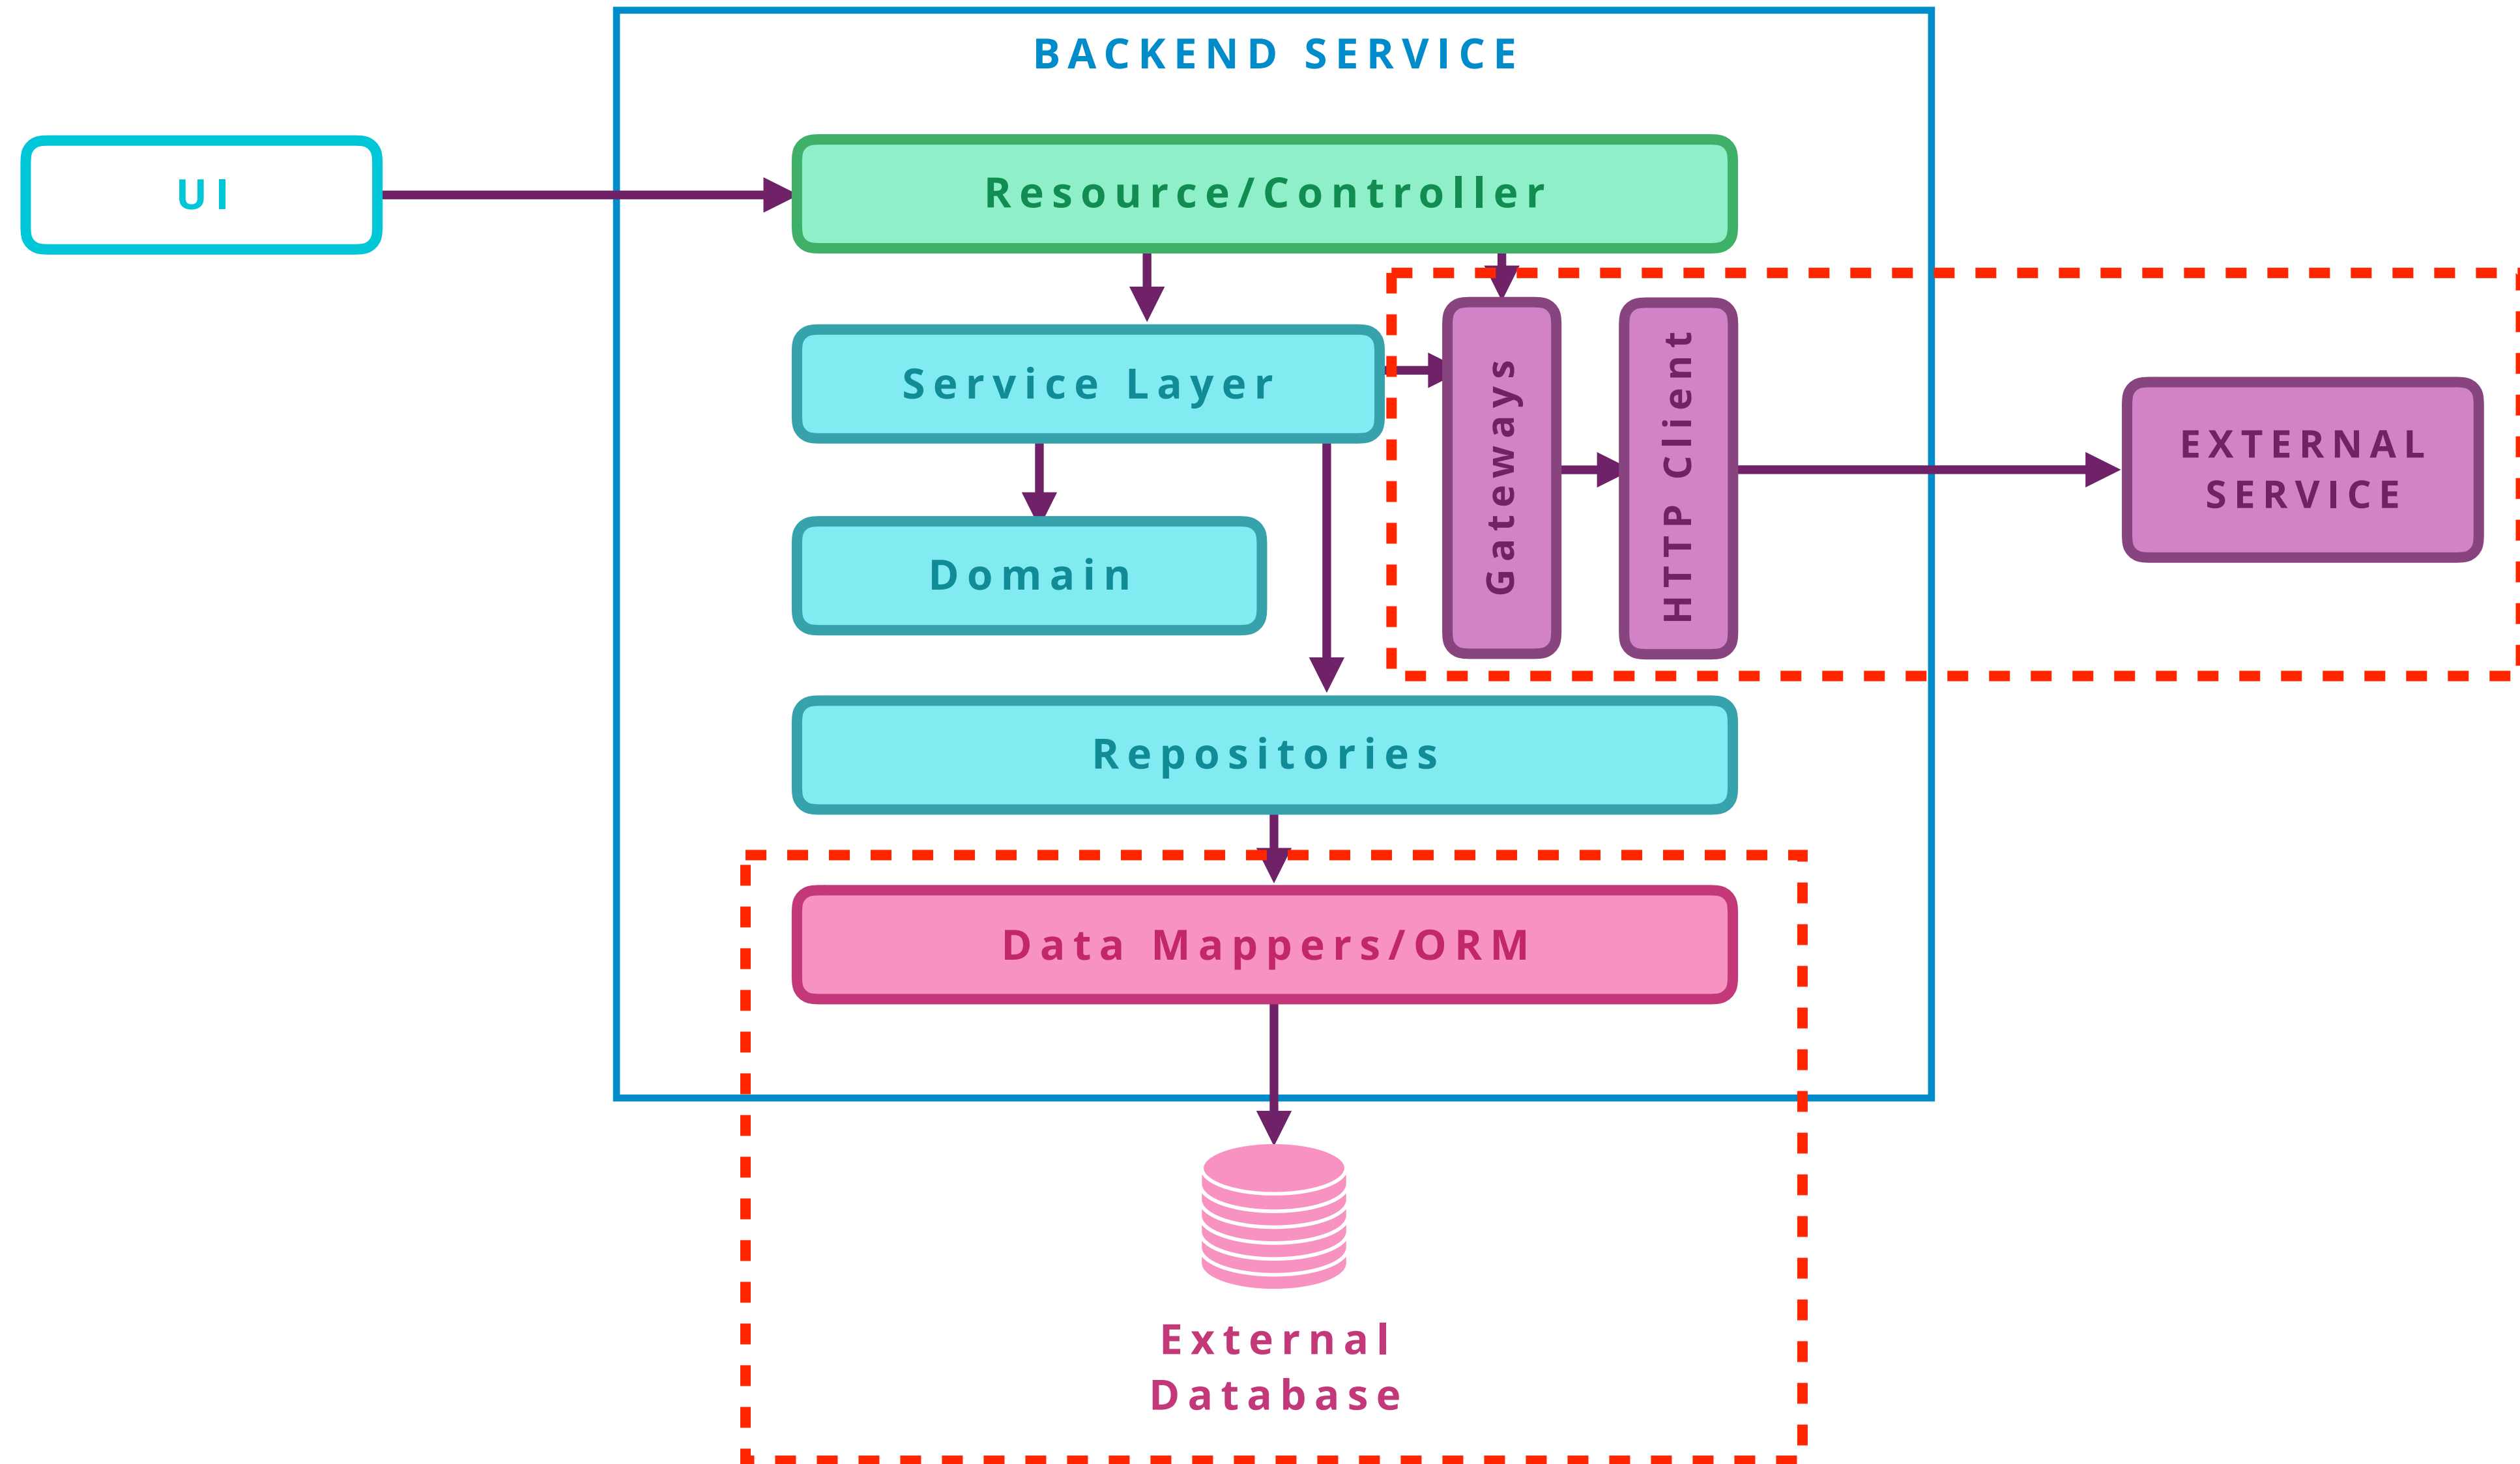 BACKEND SERVICE
UI
Resource/Controller
Service Layer
Gateways
HTTP Client
EXTERNAL
SERVICE
Domain
Repositories
Data Mappers/ORM
External
Database